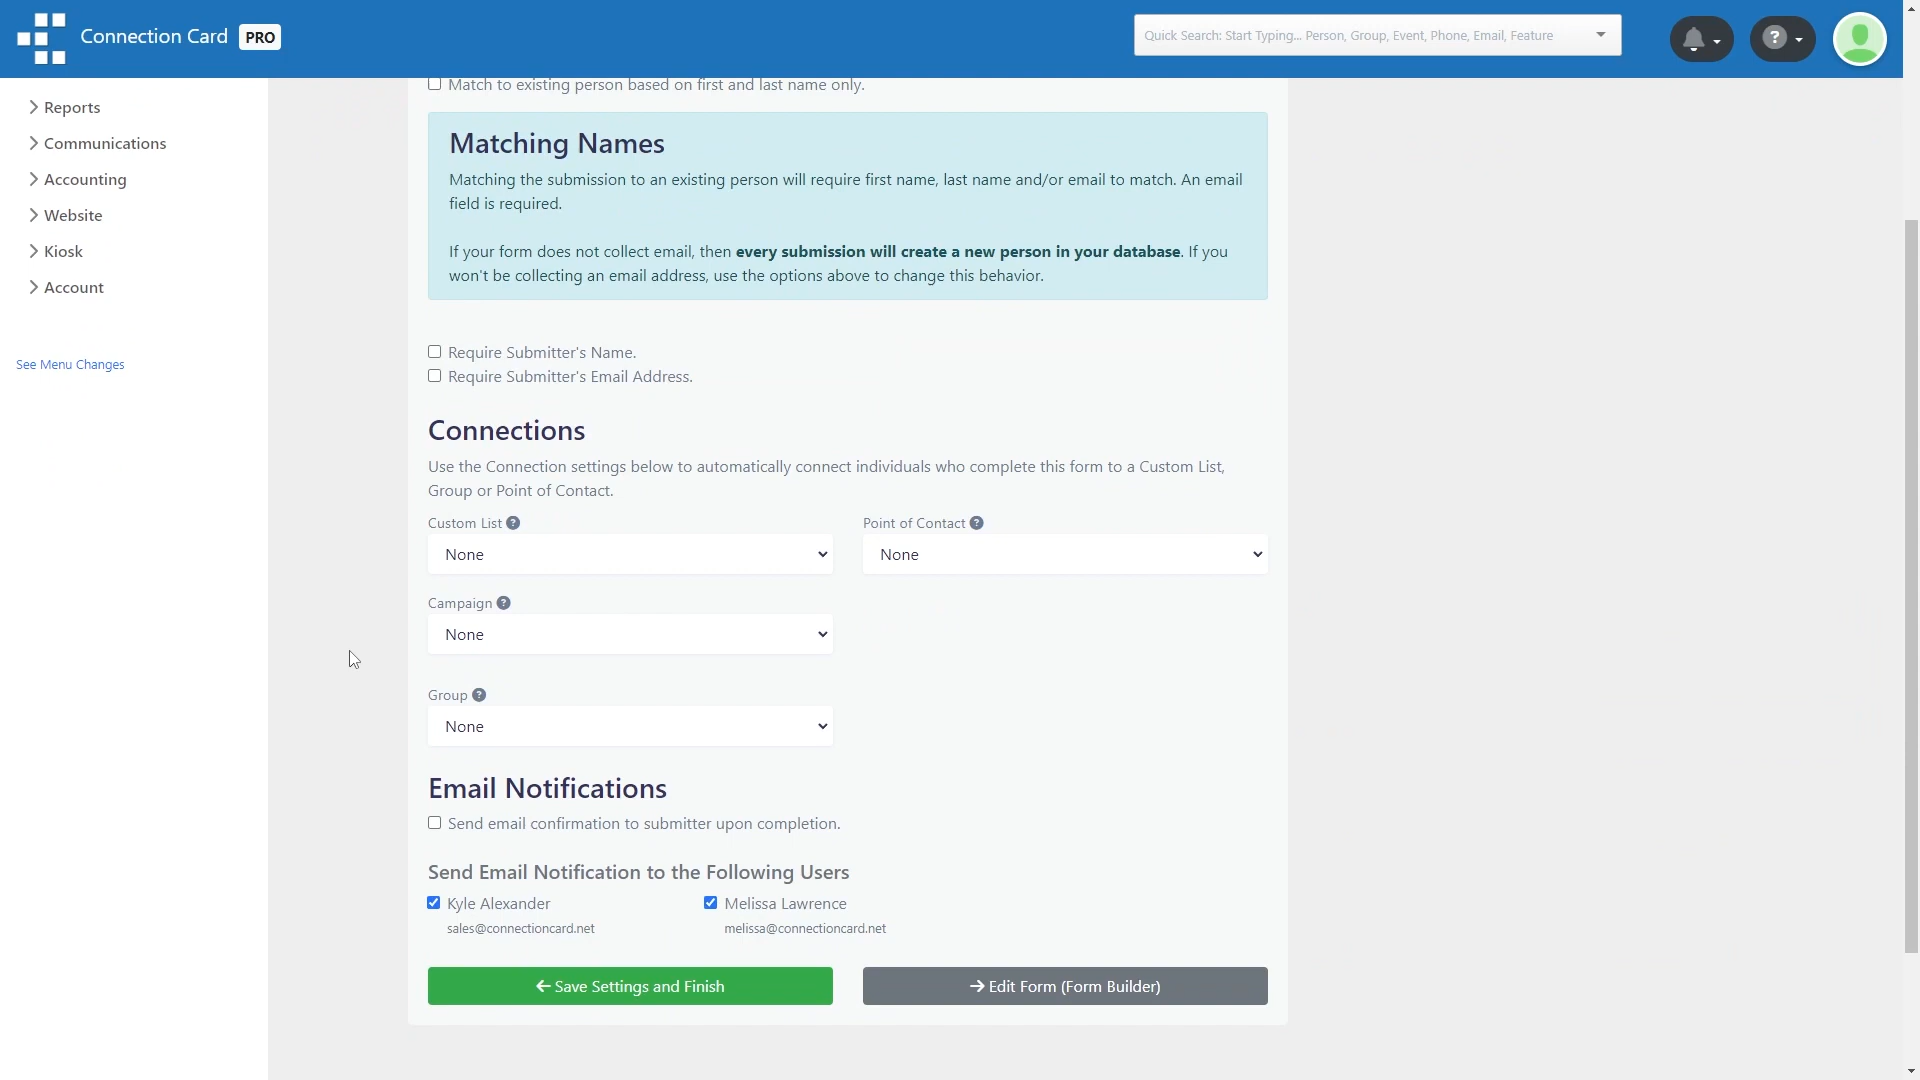 Connection Card PRO
Quick Search: Start Typing... Person, Group, Event, Phone, Email, Feature
?
Reports
Communications
Accounting
Website
Kiosk
Account
See Menu Changes
Match to existing person based on first and last name only.
Matching Names
Matching the submission to an existing person will require first name, last name and/or email to match. An email
field is required.
If your form does not collect email, then every submission will create a new person in your database. If you
won't be collecting an email address, use the options above to change this behavior.
Require Submitter's Name.
Require Submitter's Email Address.
Connections
Use the Connection settings below to automatically connect individuals who complete this form to a Custom List,
Group or Point of Contact.
Custom List ?
None
Point of Contact ?
None
Campaign ?
None
Group ?
None
Email Notifications
Send email confirmation to submitter upon completion.
Send Email Notification to the Following Users
Kyle Alexander
sales@connectioncard.net
Melissa Lawrence
melissa@connectioncard.net
Save Settings and Finish
Edit Form (Form Builder)